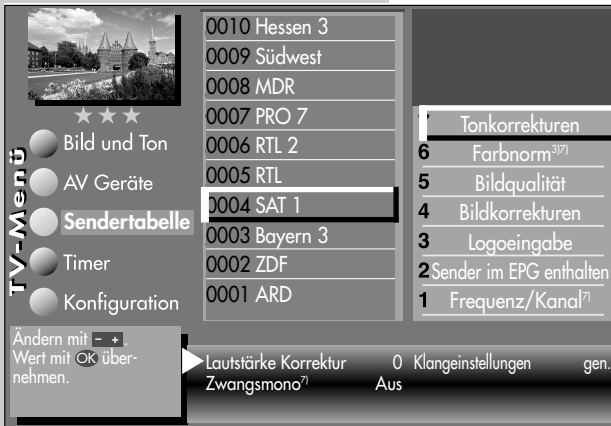 TV-Menü
Bild und Ton
AV Geräte
Sendertabelle
Timer
Konfiguration
Ändern mit - + .
Wert mit OK über-
nehmen.
0010 Hessen 3
0009 Südwest
0008 MDR
0007 PRO 7
0006 RTL 2
0005 RTL
0004 SAT 1
0003 Bayern 3
0002 ZDF
0001 ARD
7 Tonkorrekturen
6 Farbnorm3)7)
5 Bildqualität
4 Bildkorrekturen
3 Logoeingabe
2 Sender im EPG enthalten
1 Frequenz/Kanal7)
Lautstärke Korrektur 0 Klangeinstellungen gen.
Zwangsmono7) Aus